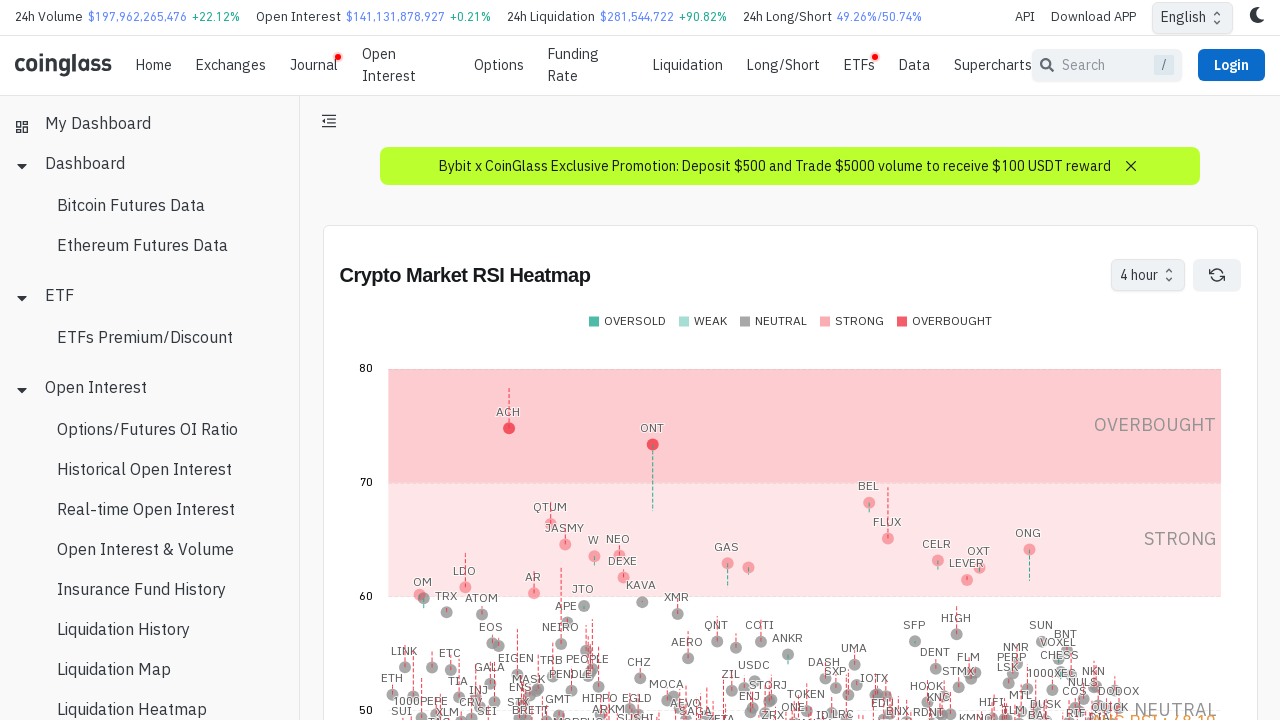 24h Volume $197,962,265,476 +22.12% Open Interest $141,131,878,927 +0.21% 24h Liquidation $281,544,722 +90.82% 24h Long/Short 49.26%/50.74% API Download APP English
coinglass Home Exchanges Journal Open Interest Options Funding Rate Liquidation Long/Short ETFs Data Supercharts Search / Login
My Dashboard
Dashboard
Bitcoin Futures Data
Ethereum Futures Data
ETF
ETFs Premium/Discount
Open Interest
Options/Futures OI Ratio
Historical Open Interest
Real-time Open Interest
Open Interest & Volume
Insurance Fund History
Liquidation History
Liquidation Map
Liquidation Heatmap
Bybit x CoinGlass Exclusive Promotion: Deposit $500 and Trade $5000 volume to receive $100 USDT reward
Crypto Market RSI Heatmap 4 hour
OVERSOLD WEAK NEUTRAL STRONG OVERBOUGHT
80
ACH
ONT
OVERBOUGHT
70
BEL
QTUM
FLUX
JASMY
W NEO
ONG
STRONG
GAS
CELR
OXT
DEXE
LEVER
LDO
AR
OM
KAVA
JTO
60
TRX ATOM
XMR
APE
HIGH
EOS
NEIRO
QNT
COTI
SFP
SUN
BNT
ANKR
AERO
VOXEL
LINK
ETC
UMA
NMR
DENT
EIGEN
TRB PEOPLE
CHZ
DASH
FLM
PERP
CHESS
GALA
USDC
LSK
ZIL
BXP
STMX
1000XEC
NKN
TIA
MASK
PENDLE
IOTX
NULS
ETH
MOCA
STORJ
HOOK
INJ
ENS
COS
DODOX
1000PEPE
CRV
STX
GMT
HIFI
EGLD
ENJ
TOKEN
KNC
MTL
AEVO
ONE
EDU
HIFI
DUSK
QUICK
SUI
XLM
SEI
BRETT
ARKM
SUSHI
SAGA
ZETA
ZRX
ID
LRC
ENX
RDNT
KMNO
FLM
BAL
RIF
50
NEUTRAL